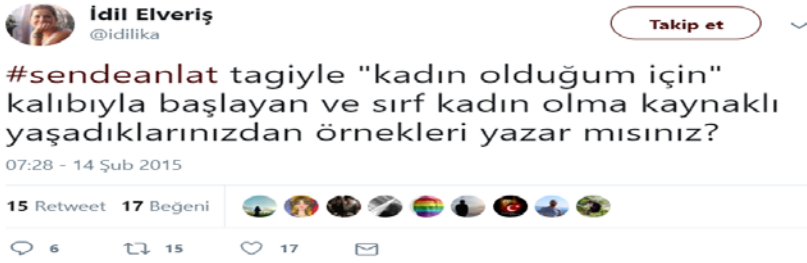 İdil Elveriş
@idilika
Takip et
#sendeanlat tagiyle "kadın olduğum için"
kalıbıyla başlayan ve sırf kadın olma kaynaklı
yaşadıklarınızdan örnekleri yazar mısınız?
07:28 - 14 Şub 2015
15 Retweet 17 Beğeni
6 15 17